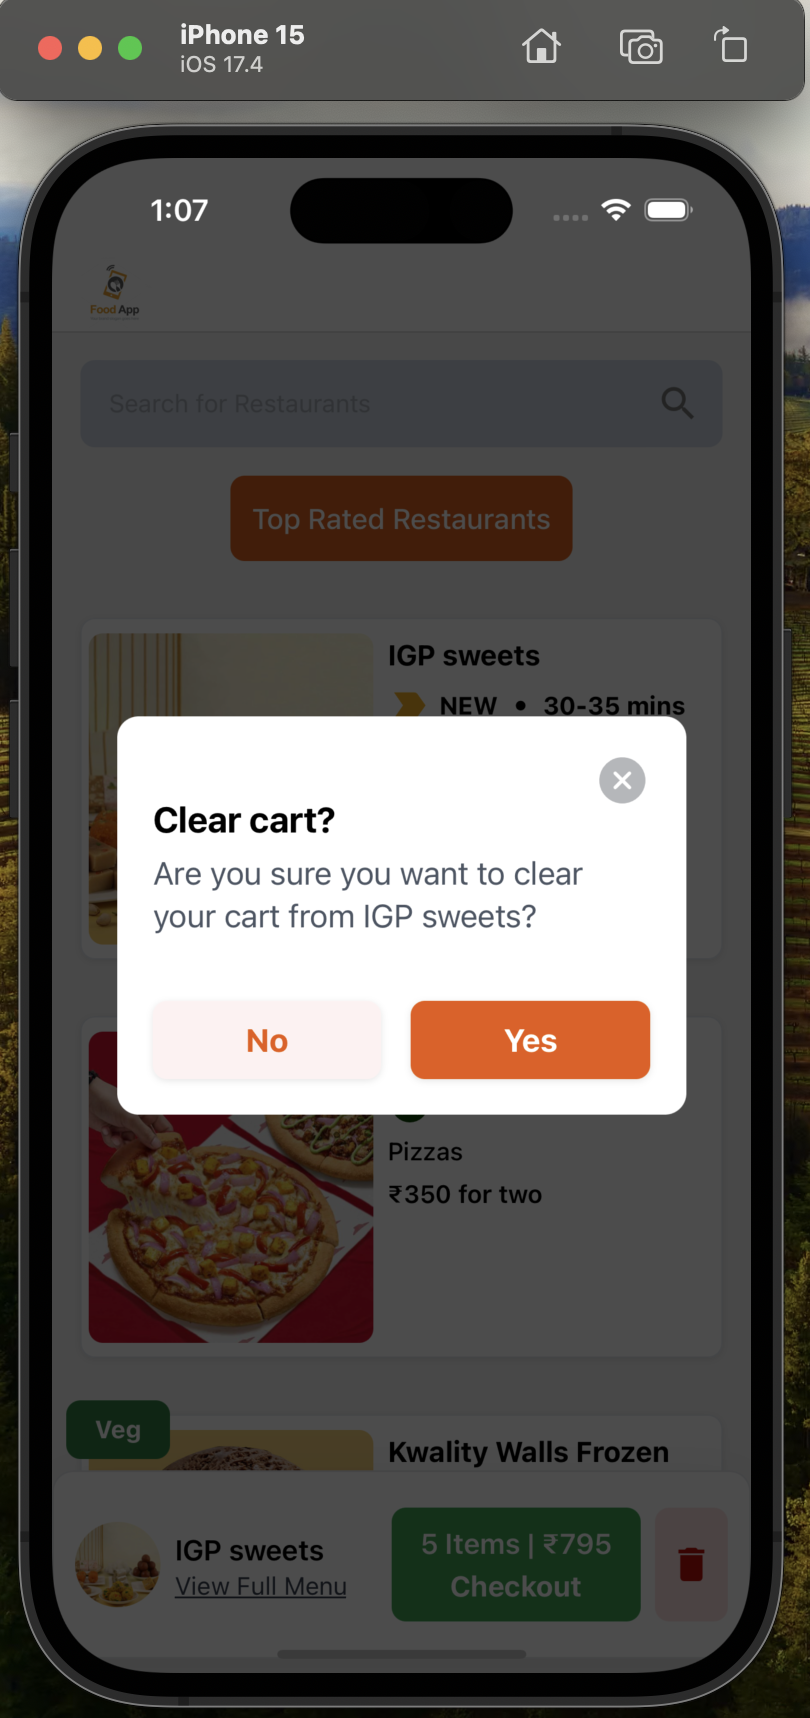 iPhone 15
iOS 17.4
1:07
Food App
Search for Restaurants
Top Rated Restaurants
IGP sweets
NEW • 30-35 mins
Clear cart?
Are you sure you want to clear
your cart from IGP sweets?
No
Yes
Pizzas
₹350 for two
Veg
Kwality Walls Frozen
IGP sweets
View Full Menu
5 Items | ₹795
Checkout